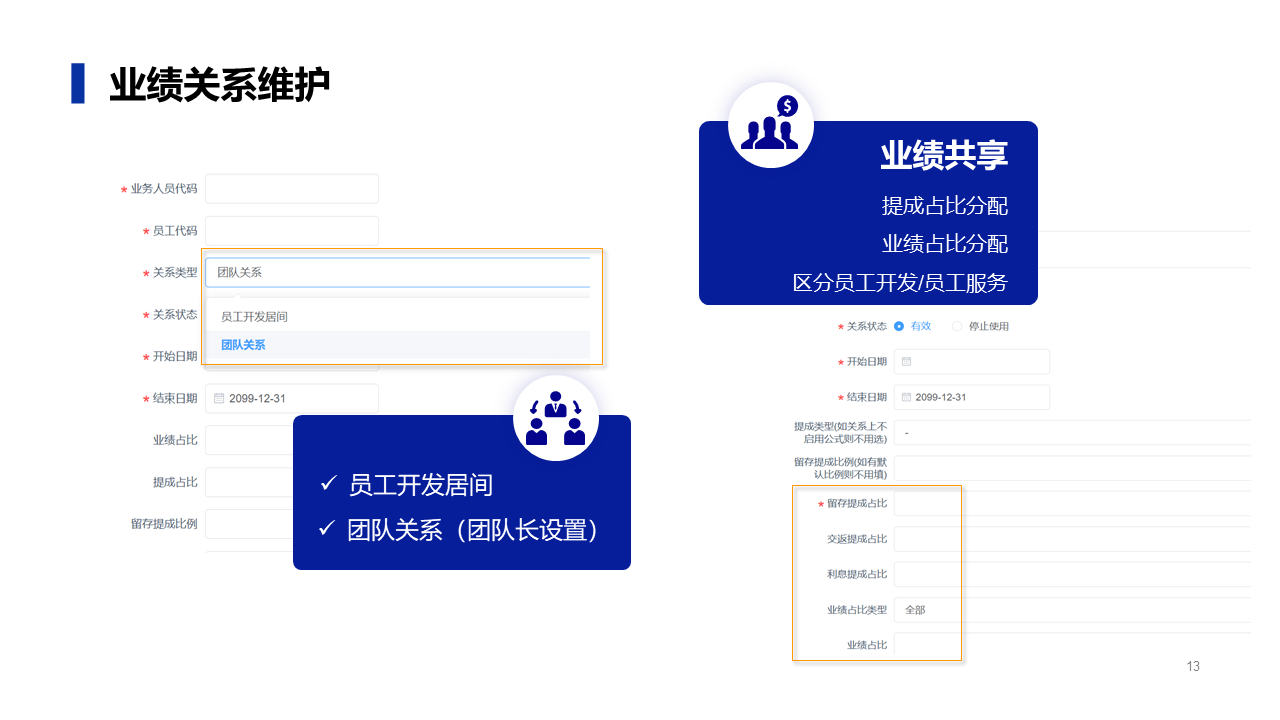 业绩关系维护
* 业务人员代码
* 员工代码
* 关系类型 团队关系
员工开发居间
团队关系
* 关系状态
* 开始日期
* 结束日期 2099-12-31
业绩占比
提成占比
留存提成比例
✓ 员工开发居间
✓ 团队关系（团队长设置）
$
业绩共享
提成占比分配
业绩占比分配
区分员工开发/员工服务
* 关系状态 有效 停止使用
* 开始日期
* 结束日期 2099-12-31
提成类型(如关系上不
启用公式则不用选) -
留存提成比例(如有默
认比例则不用填)
* 留存提成占比
交返提成占比
利息提成占比
业绩占比类型 全部
业绩占比
13